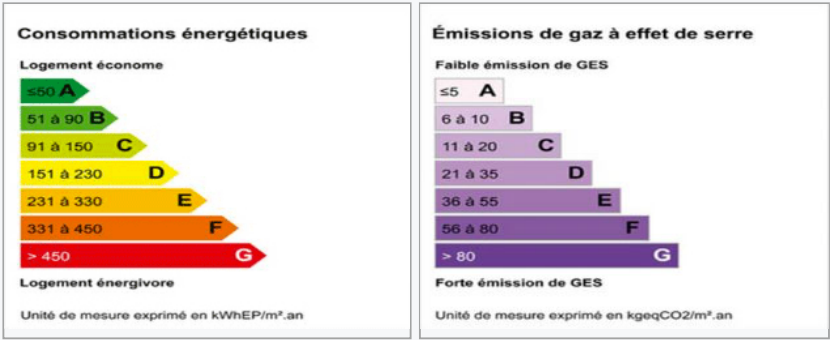 Consommations énergétiques
Logement économe
≤50 A
51 à 90 B
91 à 150 C
151 à 230 D
231 à 330 E
331 à 450 F
> 450 G
Logement énergivore
Unité de mesure exprimé en kWhEP/m².an
Émissions de gaz à effet de serre
Faible émission de GES
≤5 A
6 à 10 B
11 à 20 C
21 à 35 D
36 à 55 E
56 à 80 F
> 80 G
Forte émission de GES
Unité de mesure exprimé en kgeqCO2/m².an